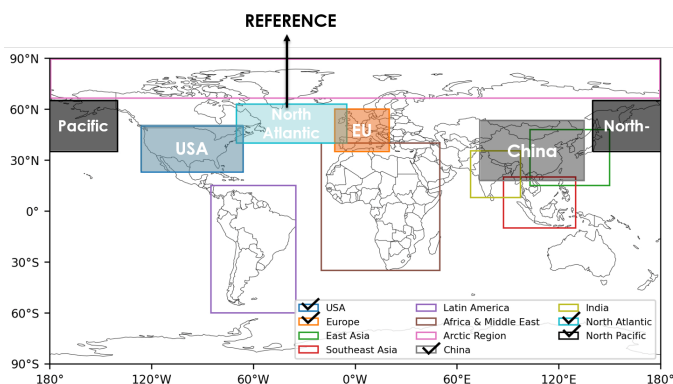 REFERENCE
90°N
60°N
30°N
0°
30°S
60°S
90°S
Pacific
USA
North
Atlantic
EU
China
North-
USA
Europe
East Asia
Southeast Asia
Latin America
Africa & Middle East
Arctic Region
China
India
North Atlantic
North Pacific
180°
120°W
60°W
0°W
60°E
120°E
180°